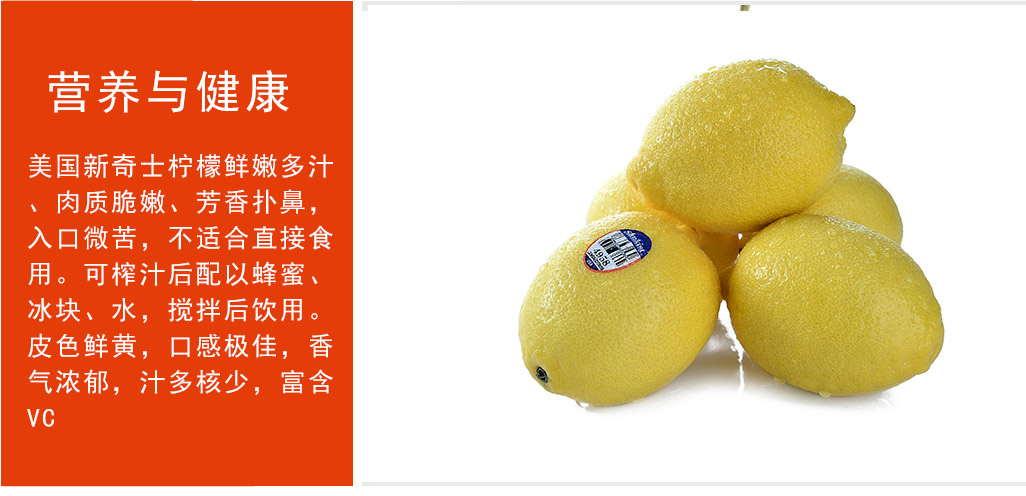 营养与健康
美国新奇士柠檬鲜嫩多汁
、肉质脆嫩、芳香扑鼻，
入口微苦，不适合直接食
用。可榨汁后配以蜂蜜、
冰块、水，搅拌后饮用。
皮色鲜黄，口感极佳，香
气浓郁，汁多核少，富含
VC
4958